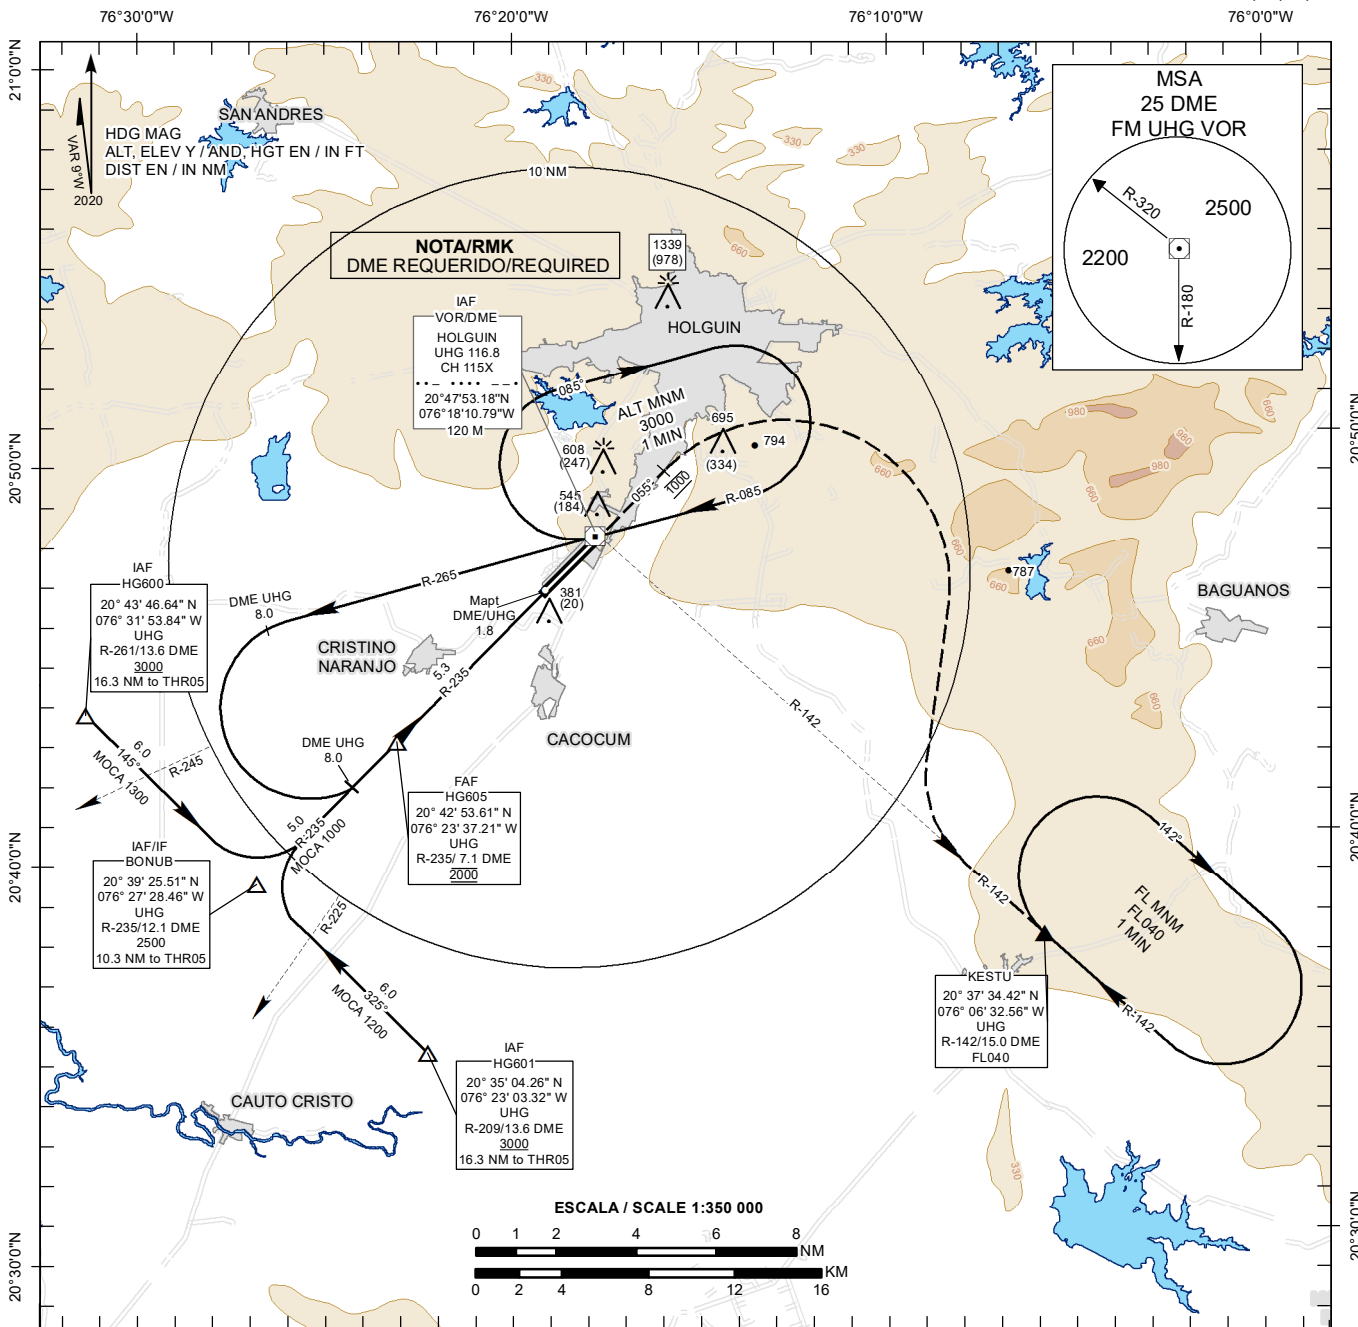 76°30'0"W
76°20'0"W
76°10'0"W
76°0'0"W
21°0'0"N
20°50'0"N
20°40'0"N
20°30'0"N
20°50'0"N
20°40'0"N
20°30'0"N
VAR 9°W
2020
HDG MAG
ALT, ELEV Y / AND, HGT EN / IN FT
DIST EN / IN NM
SAN ANDRES
MSA
25 DME
FM UHG VOR
R-320
2500
2200
R-180
330
330
330
330
10 NM
NOTA/RMK
DME REQUERIDO/REQUIRED
1339
(978)
660
660
HOLGUIN
IAF
VOR/DME
HOLGUIN
UHG 116.8
CH 115X
20°47'53.18"N
076°18'10.79"W
120 M
085°
ALT MNM
3000
1 MIN
695
(334)
794
608
(247)
545
(184)
055°
1000
R-085
980
980
980
660
660
660
660
660
660
660
787
BAGUANOS
R-265
DME UHG
8.0
Mapt
DME/UHG
1.8
381
(20)
IAF
HG600
20° 43' 46.64" N
076° 31' 53.84" W
UHG
R-261/13.6 DME
3000
16.3 NM to THR05
CRISTINO
NARANJO
CACOCUM
5.3
R-235
R-142
6.0
145°
MOCA 1300
R-245
DME UHG
8.0
FAF
HG605
20° 42' 53.61" N
076° 23' 37.21" W
UHG
R-235/ 7.1 DME
2000
5.0
R-235
MOCA 1000
IAF/IF
BONUB
20° 39' 25.51" N
076° 27' 28.46" W
UHG
R-235/12.1 DME
2500
10.3 NM to THR05
R-225
6.0
325°
MOCA 1200
R-142
142°
FL MNM
FL040
1 MIN
R-142
KESTU
20° 37' 34.42" N
076° 06' 32.56" W
UHG
R-142/15.0 DME
FL040
IAF
HG601
20° 35' 04.26" N
076° 23' 03.32" W
UHG
R-209/13.6 DME
3000
16.3 NM to THR05
CAUTO CRISTO
330
ESCALA / SCALE 1:350 000
0 1 2 4 6 8
NM
KM
0 2 4 8 12 16